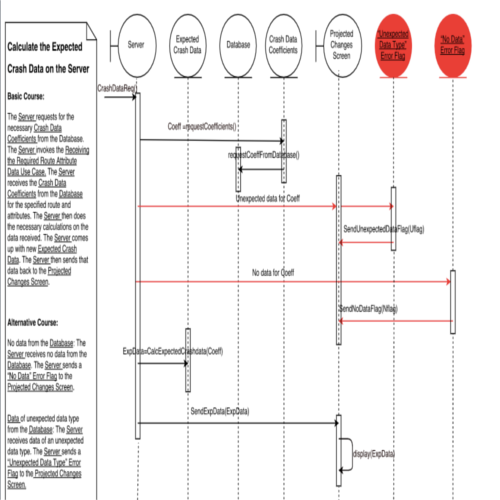 Calculate the Expected
Crash Data on the Server
Basic Course:
The Server requests for the
necessary Crash Data
Coefficients from the Database.
The Server invokes the Receiving
the Required Route Attribute
Data Use Case. The Server
receives the Crash Data
Coefficients from the Database
for the specified route and
attributes. The Server then does
the necessary calculations on the
data received. The Server comes
up with new Expected Crash
Data. The Server then sends that
data back to the Projected
Changes Screen.
Alternative Course:
No data from the Database: The
Server receives no data from the
Database. The Server sends a
"No Data" Error Flag to the
Projected Changes Screen.
Data of unexpected data type
from the Database: The Server
receives data of an unexpected
data type. The Server sends a
"Unexpected Data Type" Error
Flag to the Projected Changes
Screen.
Server
Expected
Crash Data
Database
Crash Data
Coefficients
Projected
Changes
Screen
"Unexpected
Data Type"
Error Flag
"No Data"
Error Flag
CrashDataReq()
Coeff =requestCoefficients()
requestCoeffFromDatabase()
Unexpected data for Coeff
SendUnexpectedDataFlag(Uflag)
No data for Coeff
SendNoDataFlag(Nflag)
ExpData=CalcExpectedCrashdata(Coeff)
SendExpData(ExpData)
display(ExpData)